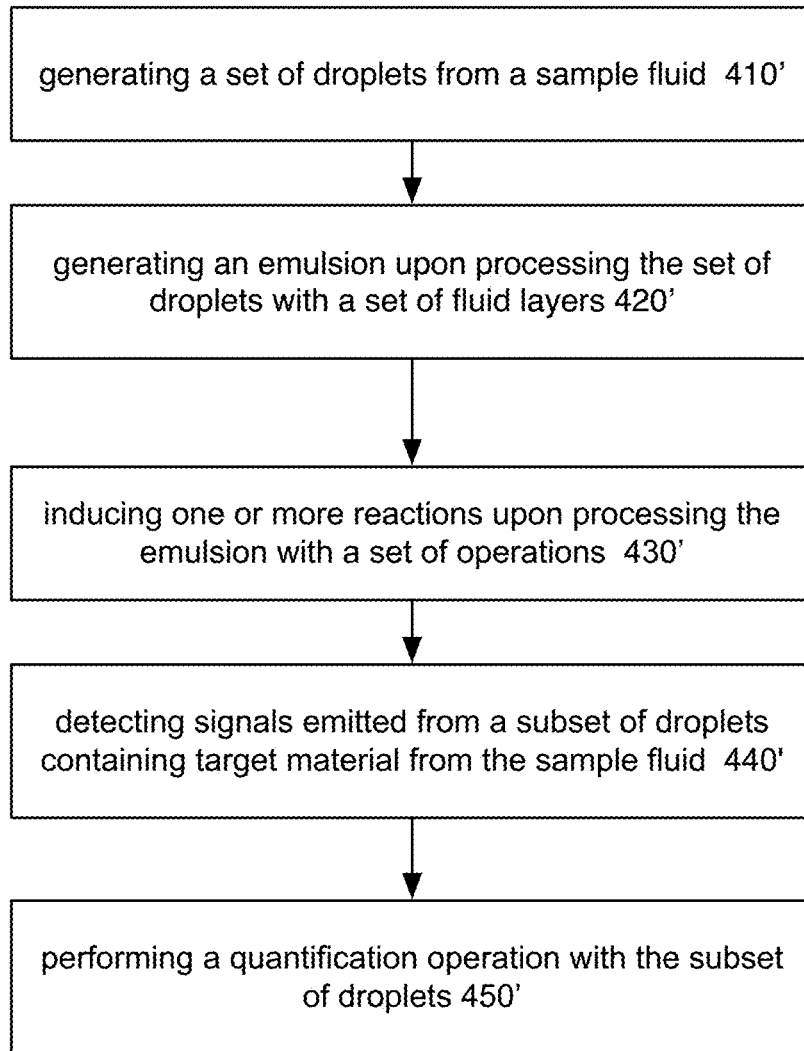 generating a set of droplets from a sample fluid 410’
generating an emulsion upon processing the set of
droplets with a set of fluid layers 420’
inducing one or more reactions upon processing the
emulsion with a set of operations 430’
detecting signals emitted from a subset of droplets
containing target material from the sample fluid 440'
performing a quantification operation with the subset
of droplets 450’